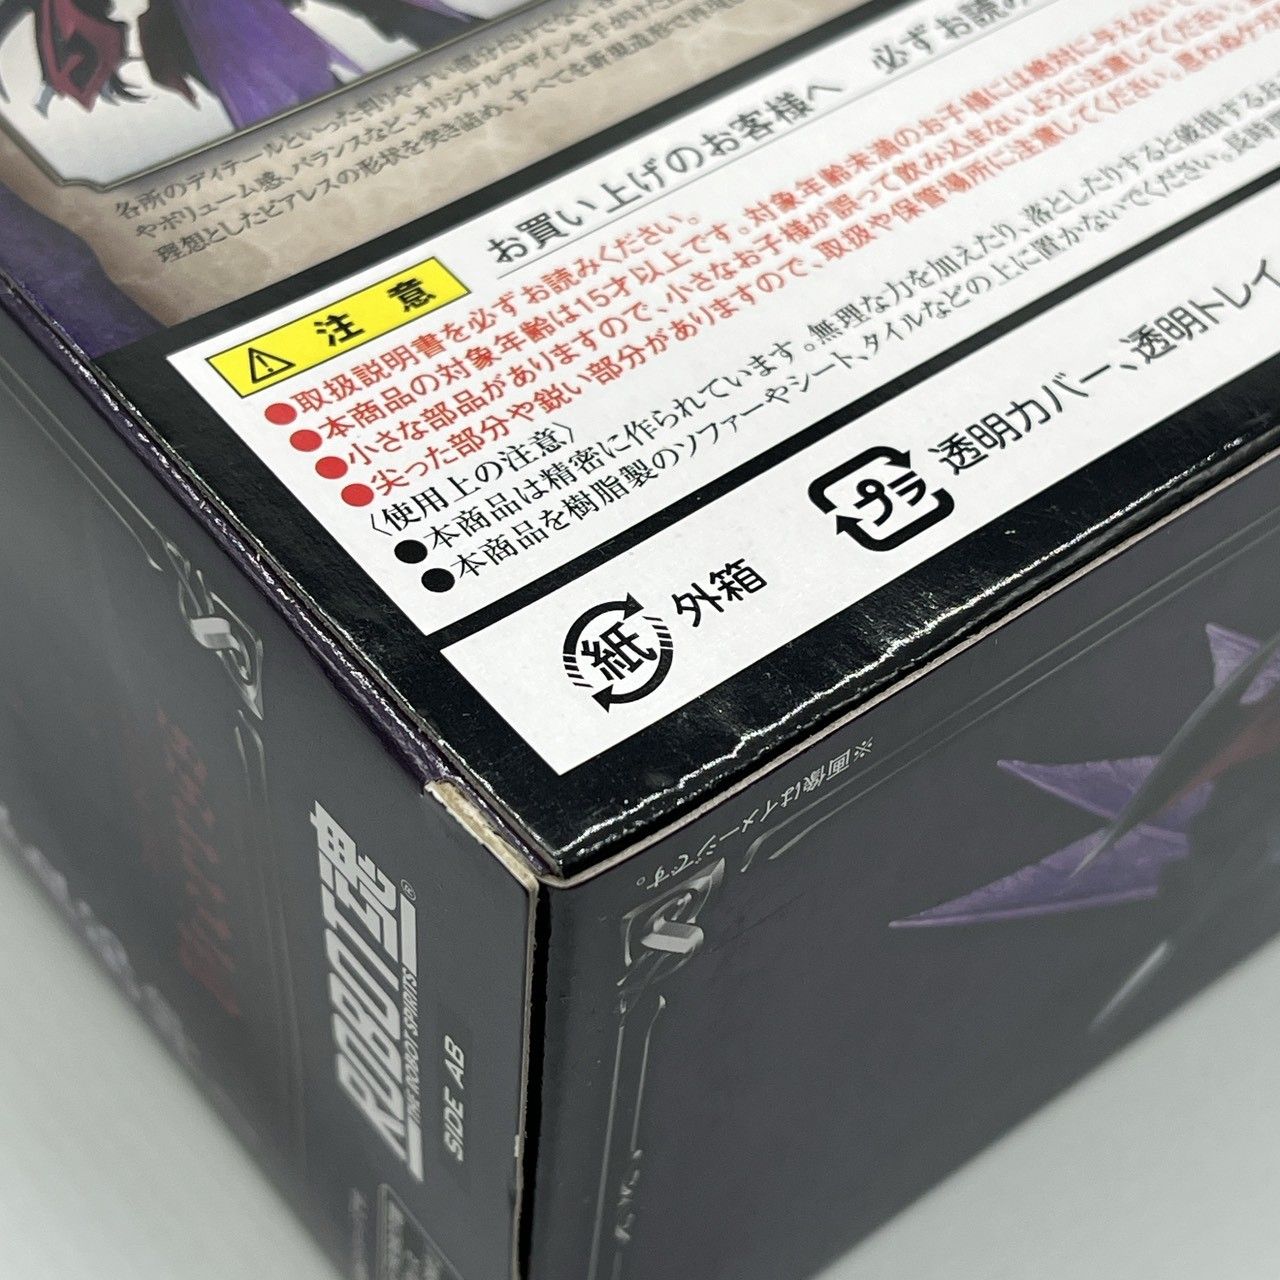 各所のディテールといった判りやすい部分だけでなく、
やボリューム感、バランスなど、オリジナルデザインを手掛けた
理想としたビアレスの形状を突き詰め、すべてを新規造形で再現
お買い上げのお客様へ 必ずお読み
注意
●取扱説明書を必ずお読みください。
●本商品の対象年齢は15才以上です。対象年齢未満のお子様には絶対に与えない
●小さな部品がありますので、小さなお子様が誤って飲み込まないように注意してください。
●尖った部分や鋭い部分がありますので、取扱や保管場所に注意してください。思わぬケガ
〈使用上の注意〉
●本商品は精密に作られています。無理な力を加えたり、落としたりすると破損する
●本商品を樹脂製のソファーやシート、タイルなどの上に置かないでください。長時間
紙 外箱
プラ 透明カバー、透明トレイ
※画像はイメージです。
ROBOT魂®
〈THE ROBOT SPIRITS〉
SIDE AB